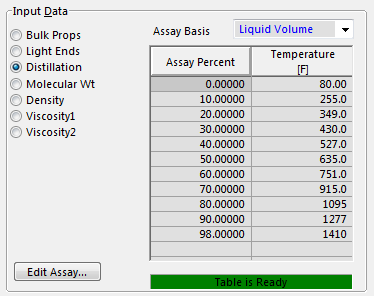 Input Data
Bulk Props
Light Ends
Distillation
Molecular Wt
Density
Viscosity1
Viscosity2
Edit Assay...
Assay Basis Liquid Volume
Assay Percent Temperature
[F]
0.00000 80.00
10.00000 255.0
20.00000 349.0
30.00000 430.0
40.00000 527.0
50.00000 635.0
60.00000 751.0
70.00000 915.0
80.00000 1095
90.00000 1277
98.00000 1410
Table is Ready